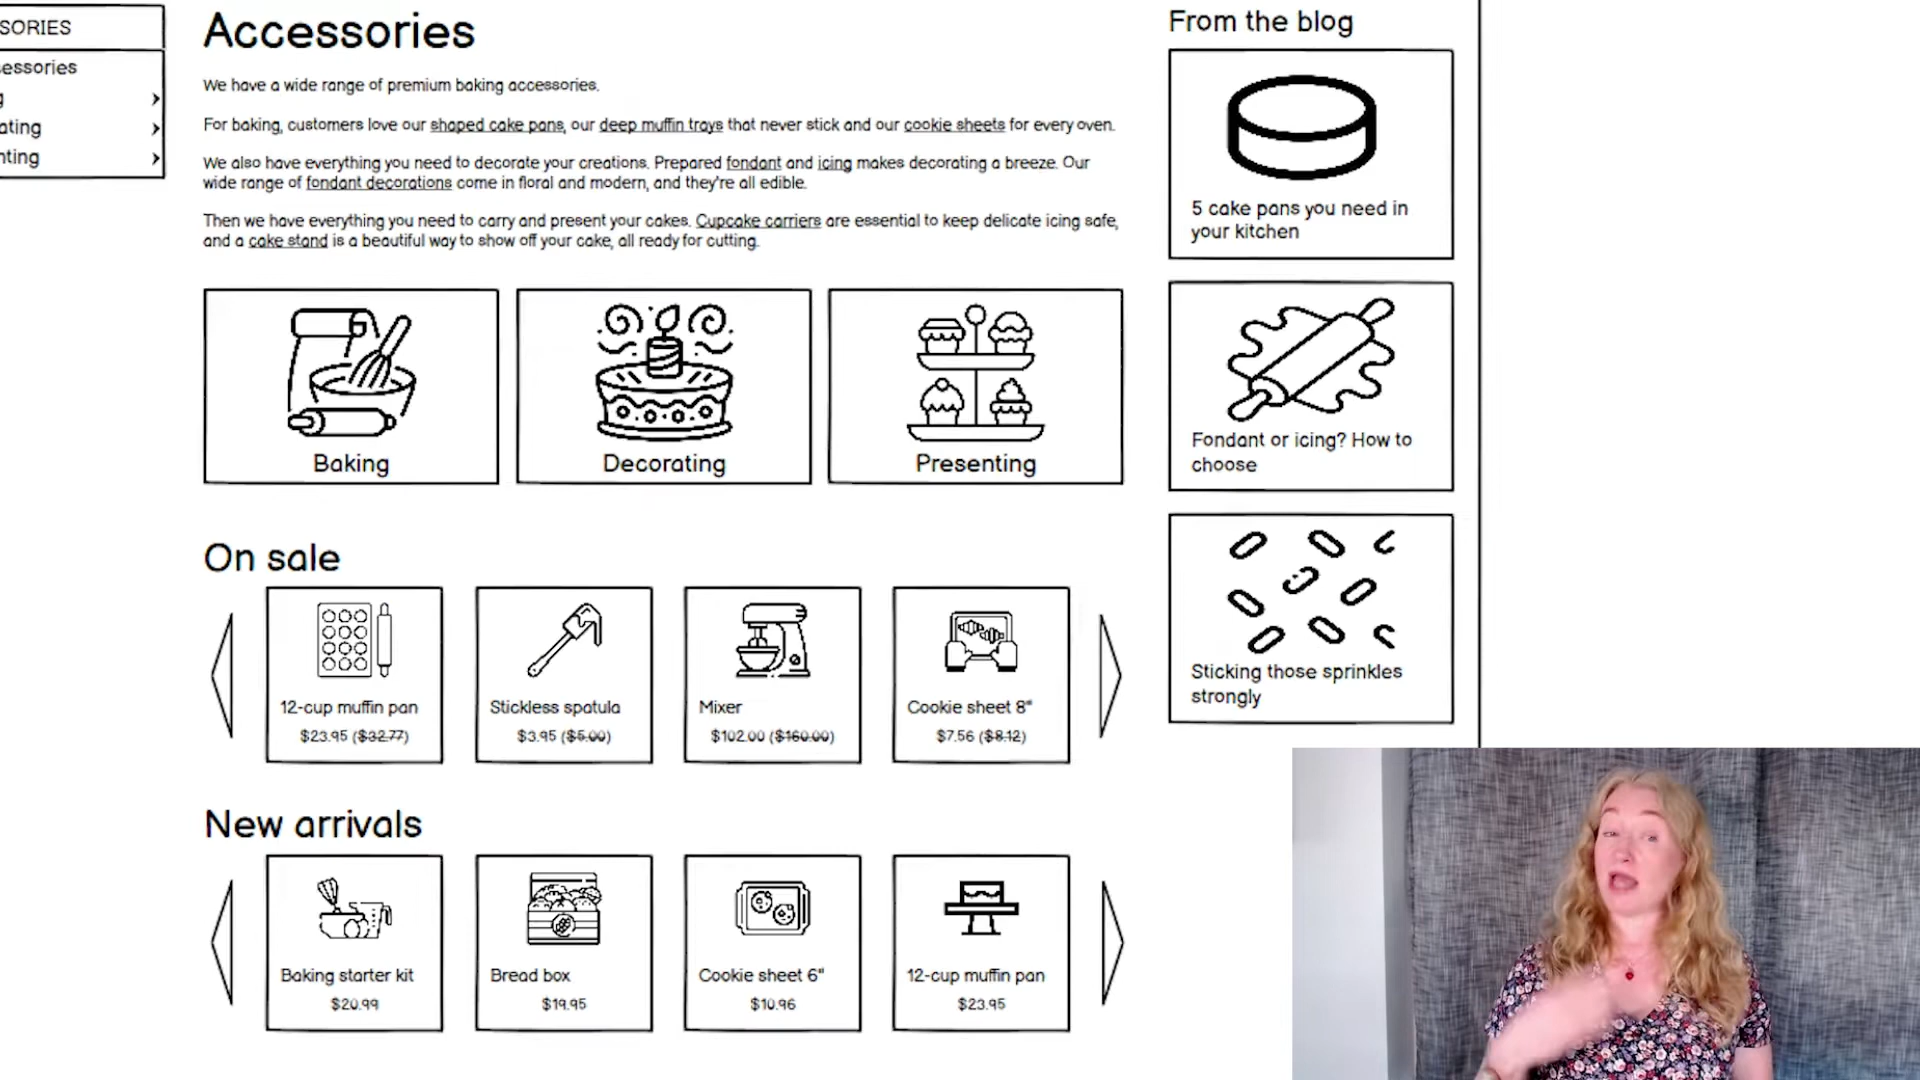 SORIES
essories
ating
nting
Accessories
We have a wide range of premium baking accessories.
For baking, customers love our shaped cake pans, our deep muffin trays that never stick and our cookie sheets for every oven.
We also have everything you need to decorate your creations. Prepared fondant and icing makes decorating a breeze. Our
wide range of fondant decorations come in floral and modern, and they're all edible.
Then we have everything you need to carry and present your cakes. Cupcake carriers are essential to keep delicate icing safe,
and a cake stand is a beautiful way to show off your cake, all ready for cutting.
Baking
Decorating
Presenting
On sale
12-cup muffin pan
$23.95 ($32.77)
Stickless spatula
$3.95 ($5.00)
Mixer
$102.00 ($160.00)
Cookie sheet 8"
$7.56 ($8.12)
New arrivals
Baking starter kit
$20.99
Bread box
$19.95
Cookie sheet 6"
$10.96
12-cup muffin pan
$23.95
From the blog
5 cake pans you need in
your kitchen
Fondant or icing? How to
choose
Sticking those sprinkles
strongly